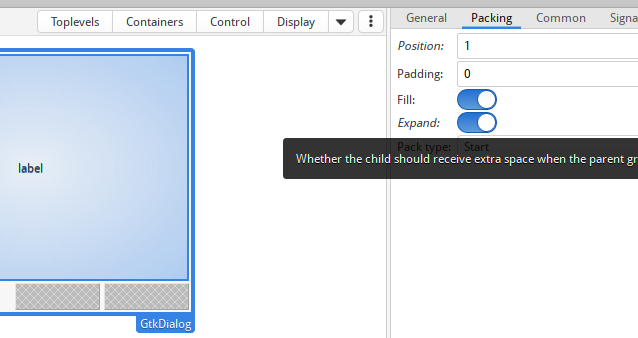 Toplevels Containers Control Display
General Packing Common Signa
Position: 1
Padding: 0
Fill:
Expand:
Pack type: Start
Whether the child should receive extra space when the parent gr
label
GtkDialog